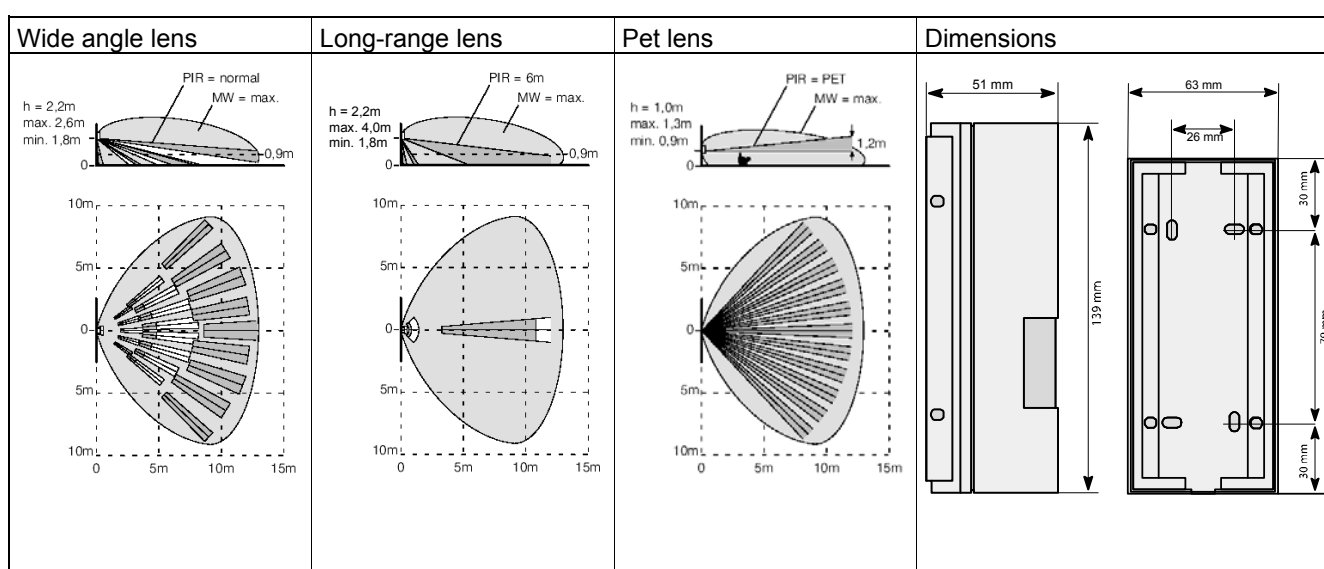 Wide angle lens
Long-range lens
Pet lens
Dimensions
PIR = normal
MW = max.
h = 2,2m
max. 2,6m
min. 1,8m
0,9m
0
10m
5m
0
5m
10m
0 5m 10m 15m
PIR = 6m
MW = max.
h = 2,2m
max. 4,0m
min. 1,8m
0,9m
0
10m
5m
0
5m
10m
0 5m 10m 15m
PIR = PET
MW = max.
h = 1,0m
max. 1,3m
min. 0,9m
1,2m
0
10m
5m
0
5m
10m
0 5m 10m 15m
51 mm
139 mm
63 mm
26 mm
30 mm
30 mm